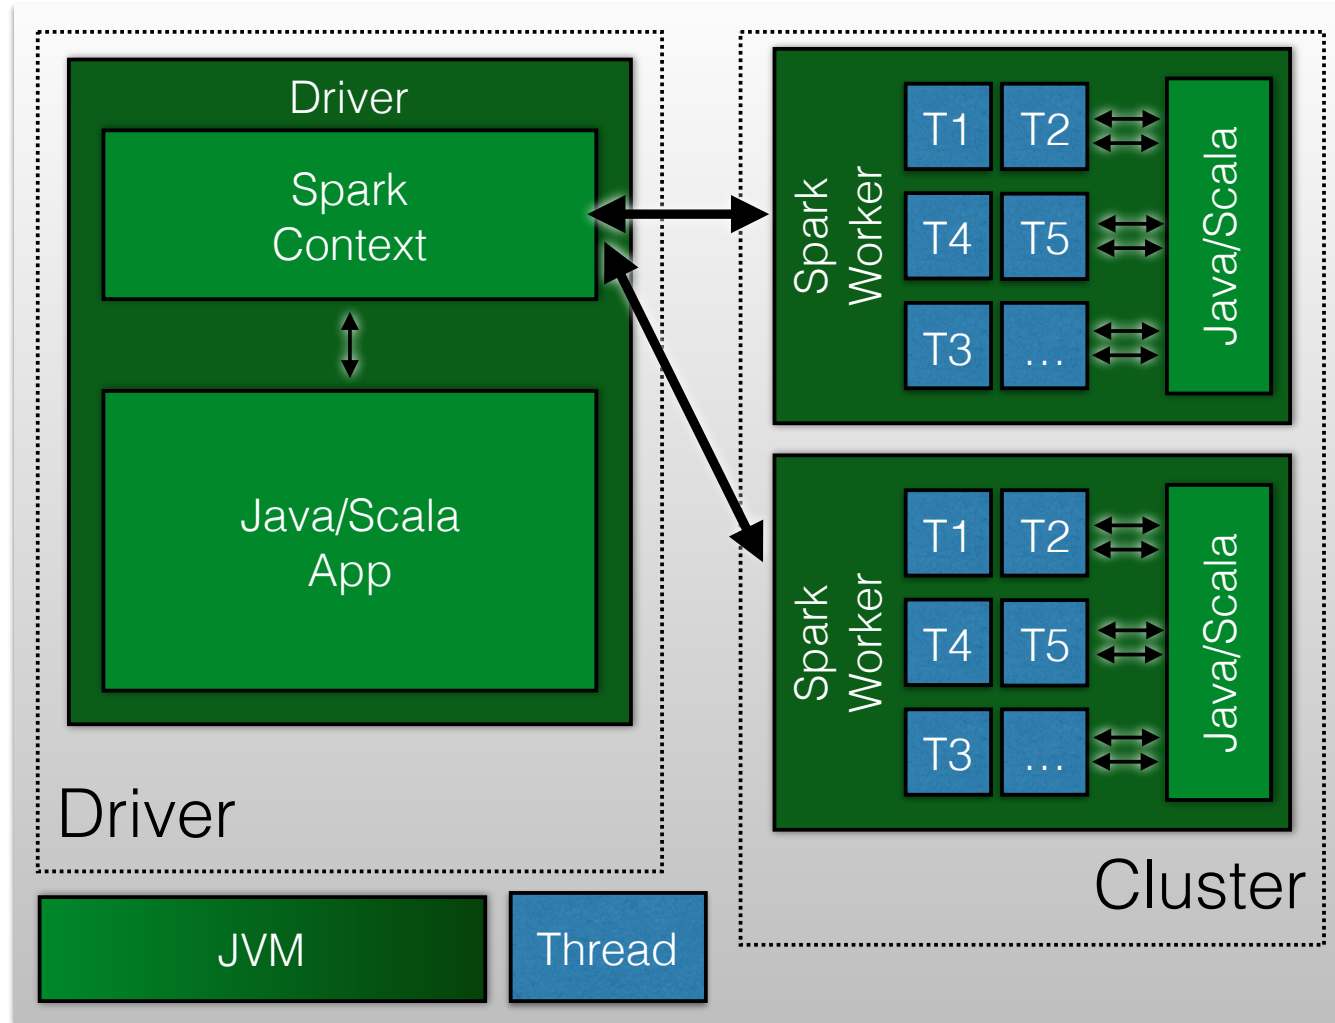 Driver
Spark
Context
Java/Scala
App
Driver
Spark
Worker
T1 T2
T4 T5
T3 ...
Java/Scala
Spark
Worker
T1 T2
T4 T5
T3 ...
Java/Scala
Cluster
JVM
Thread